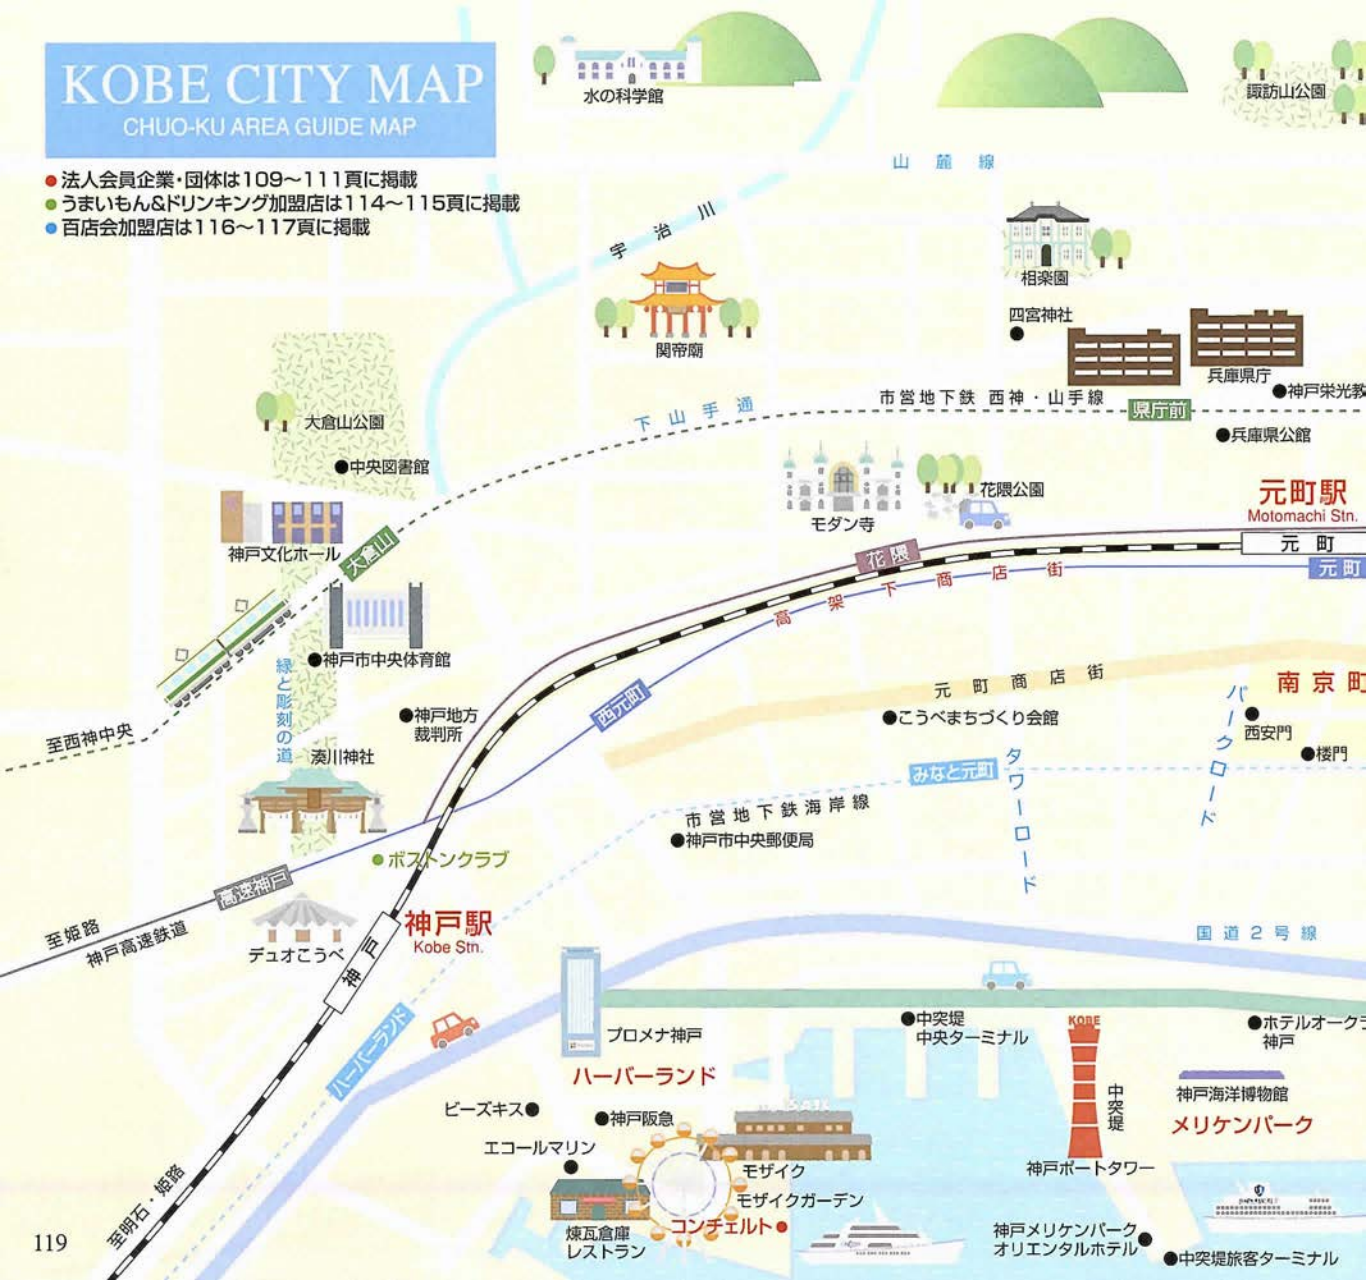 KOBE CITY MAP
CHUO-KU AREA GUIDE MAP
●法人会員企業・団体は109～111頁に掲載
●うまいもん&ドリンキング加盟店は114～115頁に掲載
●百店会加盟店は116～117頁に掲載
水の科学館
諏訪山公園
山麓線
宇治川
相楽園
関帝廟
四宮神社
兵庫県庁
●神戸栄光教
市営地下鉄 西神・山手線
県庁前
下山手通
大倉山公園
●兵庫県公館
●中央図書館
花隈公園
元町駅
Motomachi Stn.
モダン寺
神戸文化ホール
大倉山
花隈
元町
元町
高架下商店街
●神戸市中央体育館
緑と彫刻の道
元町商店街
南京町
パークロード
西元町
●神戸地方
裁判所
●こうべまちづくり会館
西安門
至西神中央
湊川神社
●楼門
みなと元町
タワーロード
市営地下鉄海岸線
●神戸市中央郵便局
●ボストンクラブ
高速神戸
神戸駅
Kobe Stn.
至姫路
神戸高速鉄道
デュオこうべ
神戸
国道2号線
ハーバーランド
プロメナ神戸
●中突堤
中央ターミナル
KOBE
●ホテルオークラ
神戸
ハーバーランド
神戸海洋博物館
中突堤
メリケンパーク
ビーズキス●
●神戸阪急
エコールマリン
モザイク
神戸ポートタワー
モザイクガーデン
コンチェルト●
煉瓦倉庫
レストラン
神戸メリケンパーク
オリエンタルホテル
●中突堤旅客ターミナル
至明石・姫路
119